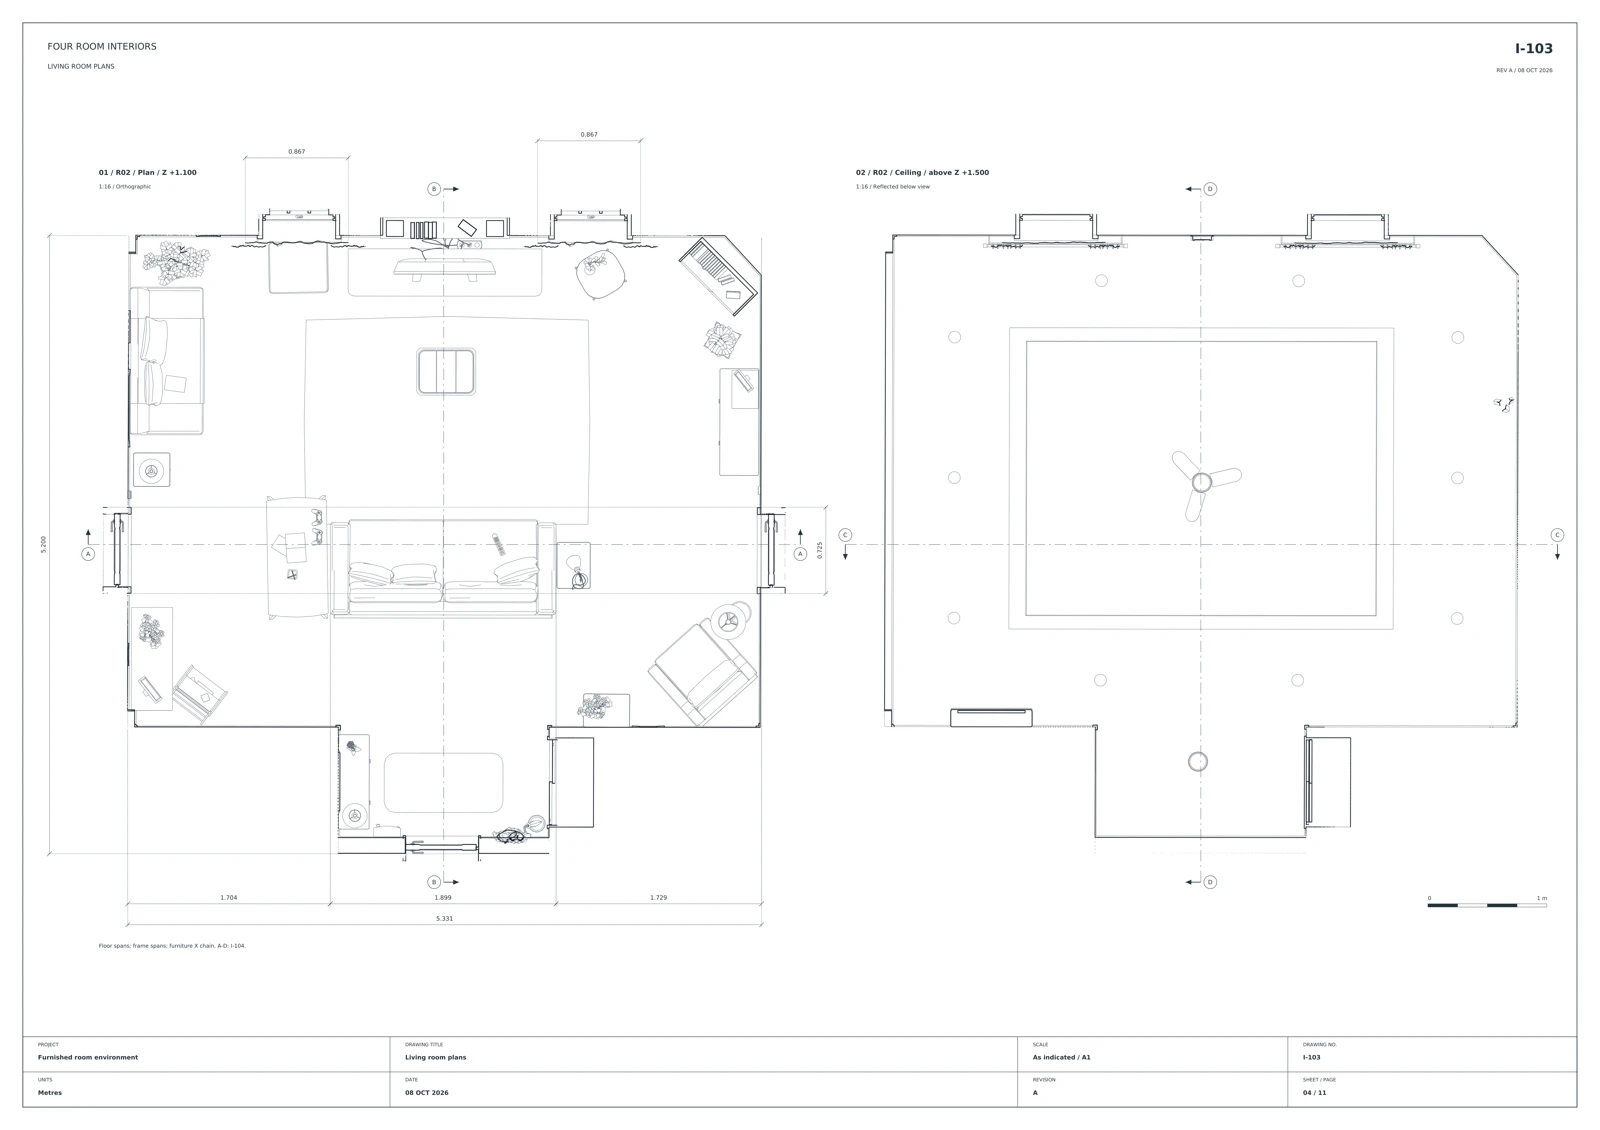 FOUR ROOM INTERIORS
LIVING ROOM PLANS
I-103
REV A / 08 OCT 2026
0.867
0.867
01 / R02 / Plan / Z +1.100
1:16 / Orthographic
B
5.200
A
A
0.725
B
1.704
1.899
1.729
5.331
Floor spans; frame spans; furniture X chain. A-D: I-104.
02 / R02 / Ceiling / above Z +1.500
1:16 / Reflected below view
D
C
C
D
0
1 m
PROJECT
Furnished room environment
DRAWING TITLE
Living room plans
SCALE
As indicated / A1
DRAWING NO.
I-103
UNITS
Metres
DATE
08 OCT 2026
REVISION
A
SHEET / PAGE
04 / 11